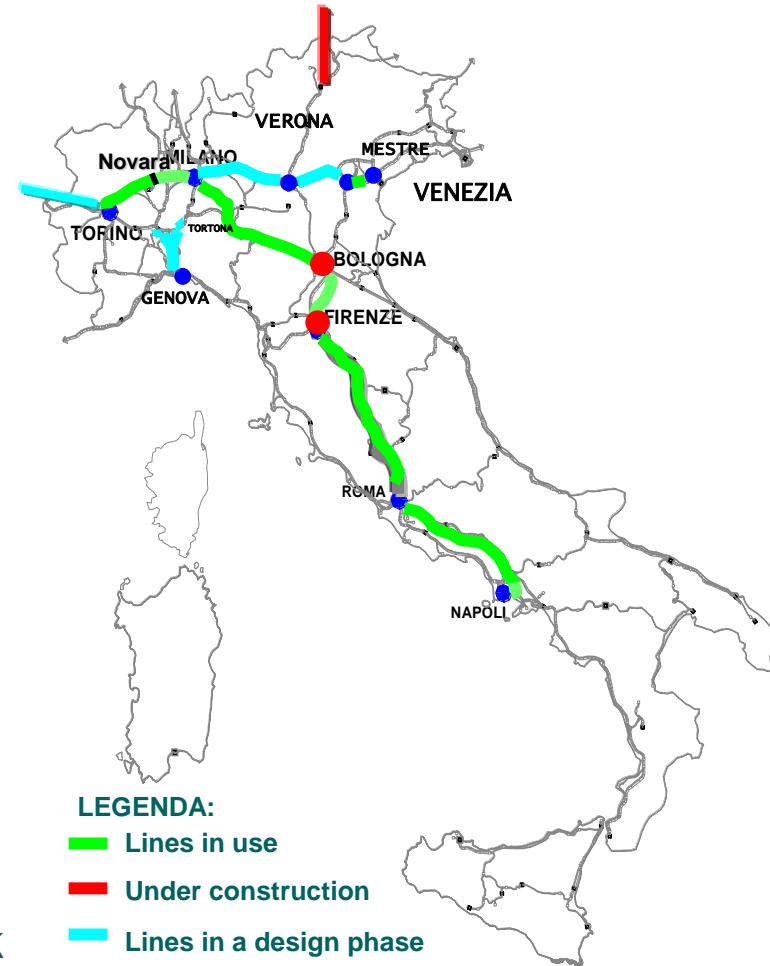 VERONA
MESTRE
Novara
MILANO
VENEZIA
TORINO
TORTONA
BOLOGNA
GENOVA
FIRENZE
ROMA
NAPOLI
LEGENDA:
Lines in use
Under construction
Lines in a design phase